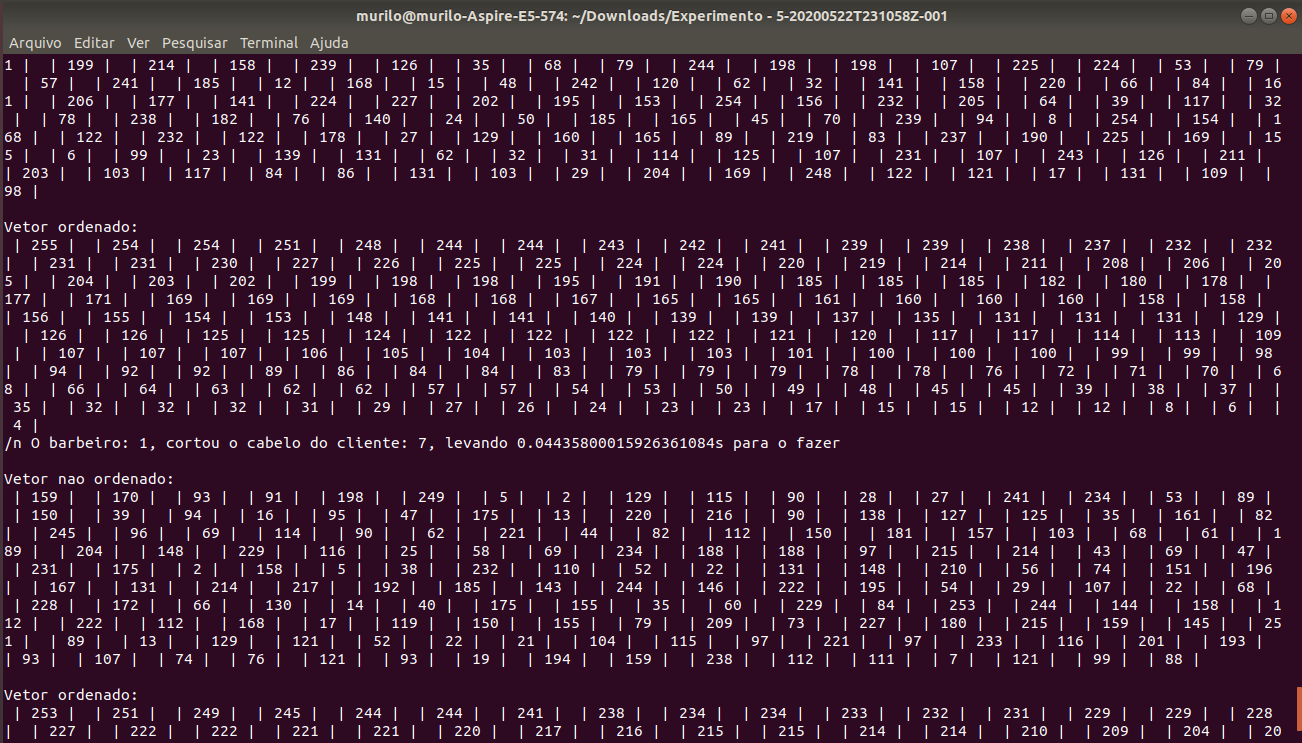 murilo@murilo-Aspire-E5-574: ~/Downloads/Experimento - 5-20200522T231058Z-001
Arquivo Editar Ver Pesquisar Terminal Ajuda
1 |  | 199 |  | 214 |  | 158 |  | 239 |  | 126 |  | 35 |  | 68 |  | 79 |  | 244 |  | 198 |  | 198 |  | 107 |  | 225 |  | 224 |  | 53 |  | 79 |
 | 57 |  | 241 |  | 185 |  | 12 |  | 168 |  | 15 |  | 48 |  | 242 |  | 120 |  | 62 |  | 32 |  | 141 |  | 158 |  | 220 |  | 66 |  | 84 |  | 16
1 |  | 206 |  | 177 |  | 141 |  | 224 |  | 227 |  | 202 |  | 195 |  | 153 |  | 254 |  | 156 |  | 232 |  | 205 |  | 64 |  | 39 |  | 117 |  | 32
 |  | 78 |  | 238 |  | 182 |  | 76 |  | 140 |  | 24 |  | 50 |  | 185 |  | 165 |  | 45 |  | 70 |  | 239 |  | 94 |  | 8 |  | 254 |  | 154 |  | 1
68 |  | 122 |  | 232 |  | 122 |  | 178 |  | 27 |  | 129 |  | 160 |  | 165 |  | 89 |  | 219 |  | 83 |  | 237 |  | 190 |  | 225 |  | 169 |  | 15
5 |  | 6 |  | 99 |  | 23 |  | 139 |  | 131 |  | 62 |  | 32 |  | 31 |  | 114 |  | 125 |  | 107 |  | 231 |  | 107 |  | 243 |  | 126 |  | 211 |
| 203 |  | 103 |  | 117 |  | 84 |  | 86 |  | 131 |  | 103 |  | 29 |  | 204 |  | 169 |  | 248 |  | 122 |  | 121 |  | 17 |  | 131 |  | 109 |  |
98 |
Vetor ordenado:
 | 255 |  | 254 |  | 254 |  | 251 |  | 248 |  | 244 |  | 244 |  | 243 |  | 242 |  | 241 |  | 239 |  | 239 |  | 238 |  | 237 |  | 232 |  | 232
|  | 231 |  | 231 |  | 230 |  | 227 |  | 226 |  | 225 |  | 225 |  | 224 |  | 224 |  | 220 |  | 219 |  | 214 |  | 211 |  | 208 |  | 206 |  | 20
5 |  | 204 |  | 203 |  | 202 |  | 199 |  | 198 |  | 198 |  | 195 |  | 191 |  | 190 |  | 185 |  | 185 |  | 185 |  | 182 |  | 180 |  | 178 |  |
177 |  | 171 |  | 169 |  | 169 |  | 169 |  | 168 |  | 168 |  | 167 |  | 165 |  | 165 |  | 161 |  | 160 |  | 160 |  | 160 |  | 158 |  | 158 |
| 156 |  | 155 |  | 154 |  | 153 |  | 148 |  | 141 |  | 141 |  | 140 |  | 139 |  | 139 |  | 137 |  | 135 |  | 131 |  | 131 |  | 131 |  | 129 |
 | 126 |  | 126 |  | 125 |  | 125 |  | 124 |  | 122 |  | 122 |  | 122 |  | 122 |  | 121 |  | 120 |  | 117 |  | 117 |  | 114 |  | 113 |  | 109
 |  | 107 |  | 107 |  | 107 |  | 106 |  | 105 |  | 104 |  | 103 |  | 103 |  | 103 |  | 101 |  | 100 |  | 100 |  | 100 |  | 99 |  | 99 |  | 98
|  | 94 |  | 92 |  | 92 |  | 89 |  | 86 |  | 84 |  | 84 |  | 83 |  | 79 |  | 79 |  | 79 |  | 78 |  | 78 |  | 76 |  | 72 |  | 71 |  | 70 |  | 6
8 |  | 66 |  | 64 |  | 63 |  | 62 |  | 62 |  | 57 |  | 57 |  | 54 |  | 53 |  | 50 |  | 49 |  | 48 |  | 45 |  | 45 |  | 39 |  | 38 |  | 37 |  |
 35 |  | 32 |  | 32 |  | 32 |  | 31 |  | 29 |  | 27 |  | 26 |  | 24 |  | 23 |  | 23 |  | 17 |  | 15 |  | 15 |  | 12 |  | 12 |  | 8 |  | 6 |  |
 4 |
/n O barbeiro: 1, cortou o cabelo do cliente: 7, levando 0.04435800015926361084s para o fazer
Vetor nao ordenado:
 | 159 |  | 170 |  | 93 |  | 91 |  | 198 |  | 249 |  | 5 |  | 2 |  | 129 |  | 115 |  | 90 |  | 28 |  | 27 |  | 241 |  | 234 |  | 53 |  | 89 |
 | 150 |  | 39 |  | 94 |  | 16 |  | 95 |  | 47 |  | 175 |  | 13 |  | 220 |  | 216 |  | 90 |  | 138 |  | 127 |  | 125 |  | 35 |  | 161 |  | 82
 |  | 245 |  | 96 |  | 69 |  | 114 |  | 90 |  | 62 |  | 221 |  | 44 |  | 82 |  | 112 |  | 150 |  | 181 |  | 157 |  | 103 |  | 68 |  | 61 |  | 1
89 |  | 204 |  | 148 |  | 229 |  | 116 |  | 25 |  | 58 |  | 69 |  | 234 |  | 188 |  | 188 |  | 97 |  | 215 |  | 214 |  | 43 |  | 69 |  | 47 |
 | 231 |  | 175 |  | 2 |  | 158 |  | 5 |  | 38 |  | 232 |  | 110 |  | 52 |  | 22 |  | 131 |  | 148 |  | 210 |  | 56 |  | 74 |  | 151 |  | 196
|  | 167 |  | 131 |  | 214 |  | 217 |  | 192 |  | 185 |  | 143 |  | 244 |  | 146 |  | 222 |  | 195 |  | 54 |  | 29 |  | 107 |  | 22 |  | 68 |
 | 228 |  | 172 |  | 66 |  | 130 |  | 14 |  | 40 |  | 175 |  | 155 |  | 35 |  | 60 |  | 229 |  | 84 |  | 253 |  | 244 |  | 144 |  | 158 |  | 1
12 |  | 222 |  | 112 |  | 168 |  | 17 |  | 119 |  | 150 |  | 155 |  | 79 |  | 209 |  | 73 |  | 227 |  | 180 |  | 215 |  | 159 |  | 145 |  | 25
1 |  | 89 |  | 13 |  | 129 |  | 121 |  | 52 |  | 22 |  | 21 |  | 104 |  | 115 |  | 97 |  | 221 |  | 97 |  | 233 |  | 116 |  | 201 |  | 193 |
| 93 |  | 107 |  | 74 |  | 76 |  | 121 |  | 93 |  | 19 |  | 194 |  | 159 |  | 238 |  | 112 |  | 111 |  | 7 |  | 121 |  | 99 |  | 88 |
Vetor ordenado:
 | 253 |  | 251 |  | 249 |  | 245 |  | 244 |  | 244 |  | 241 |  | 238 |  | 234 |  | 234 |  | 233 |  | 232 |  | 231 |  | 229 |  | 229 |  | 228
|  | 227 |  | 222 |  | 222 |  | 221 |  | 221 |  | 220 |  | 217 |  | 216 |  | 215 |  | 215 |  | 214 |  | 214 |  | 210 |  | 209 |  | 204 |  | 20